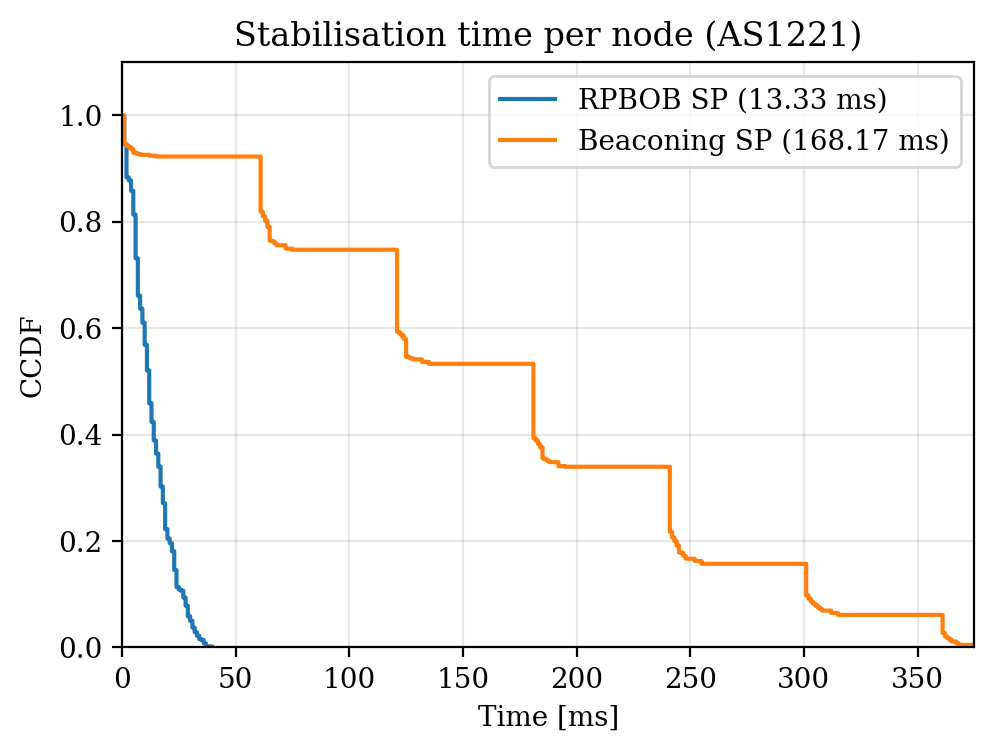 Stabilisation time per node (AS1221)
RPBOB SP (13.33 ms)
Beaconing SP (168.17 ms)
CCDF
1.0
0.8
0.6
0.4
0.2
0.0
0 50 100 150 200 250 300 350
Time [ms]